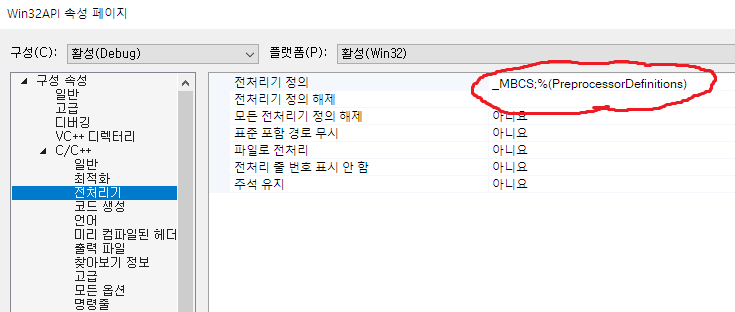 Win32API 속성 페이지
구성(C): 활성(Debug) 플랫폼(P): 활성(Win32)
구성 속성
일반
고급
디버깅
VC++ 디렉터리
C/C++
일반
최적화
전처리기
코드 생성
언어
미리 컴파일된 헤더
출력 파일
찾아보기 정보
고급
모든 옵션
명령줄
전처리기 정의 _MBCS;%(PreprocessorDefinitions)
전처리기 정의 해제
모든 전처리기 정의 해제 아니요
표준 포함 경로 무시 아니요
파일로 전처리 아니요
전처리 줄 번호 표시 안 함 아니요
주석 유지 아니요